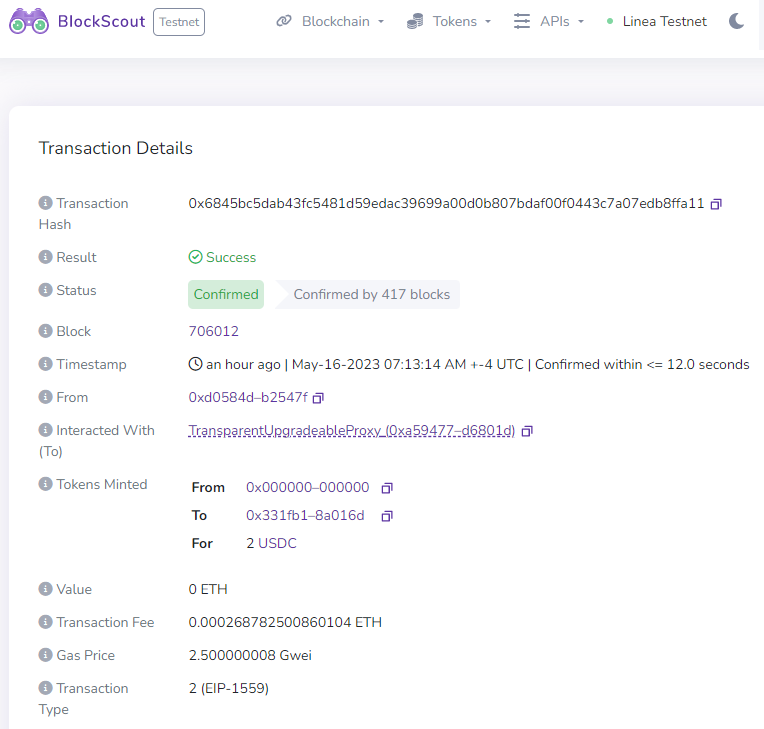 BlockScout Testnet Blockchain Tokens APIs Linea Testnet
Transaction Details
Transaction Hash 0x6845bc5dab43fc5481d59edac39699a00d0b807bdaf00f0443c7a07edb8ffa11
Result Success
Status Confirmed Confirmed by 417 blocks
Block 706012
Timestamp an hour ago | May-16-2023 07:13:14 AM +-4 UTC | Confirmed within <= 12.0 seconds
From 0xd0584d–b2547f
Interacted With (To) TransparentUpgradeableProxy (0xa59477–d6801d)
Tokens Minted From 0x000000–000000
To 0x331fb1–8a016d
For 2 USDC
Value 0 ETH
Transaction Fee 0.000268782500860104 ETH
Gas Price 2.500000008 Gwei
Transaction Type 2 (EIP-1559)